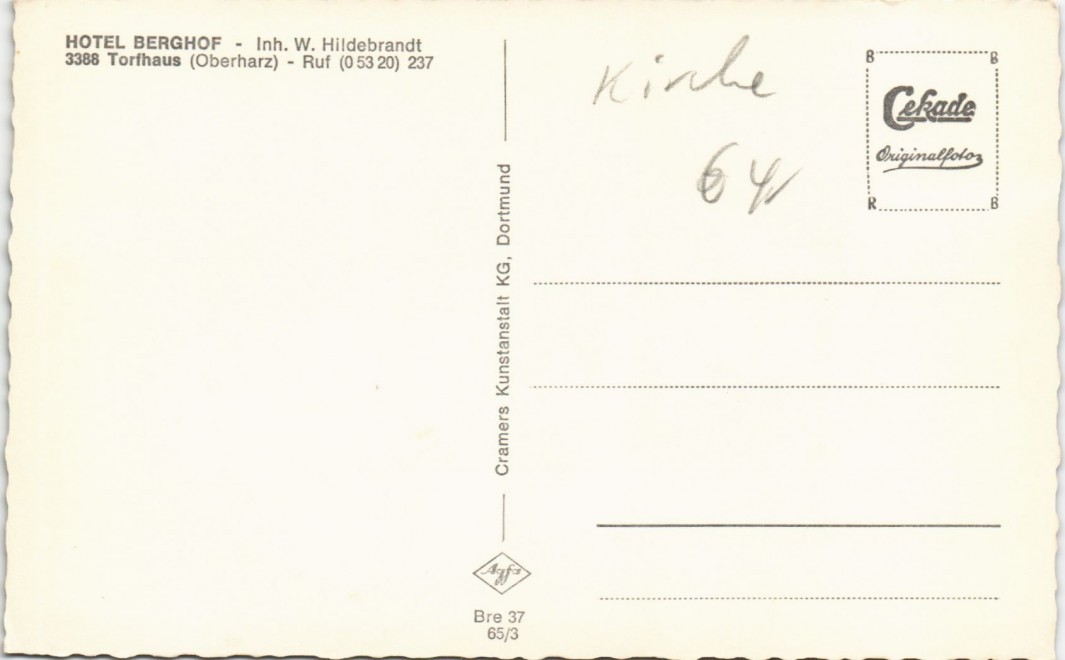 HOTEL BERGHOF - Inh. W. Hildebrandt
3388 Torfhaus (Oberharz) - Ruf (0 53 20) 237
Kirche
64
B B
Cekade
Originalfoto
R B
Cramers Kunstanstalt KG, Dortmund
Agfa
Bre 37
65/3